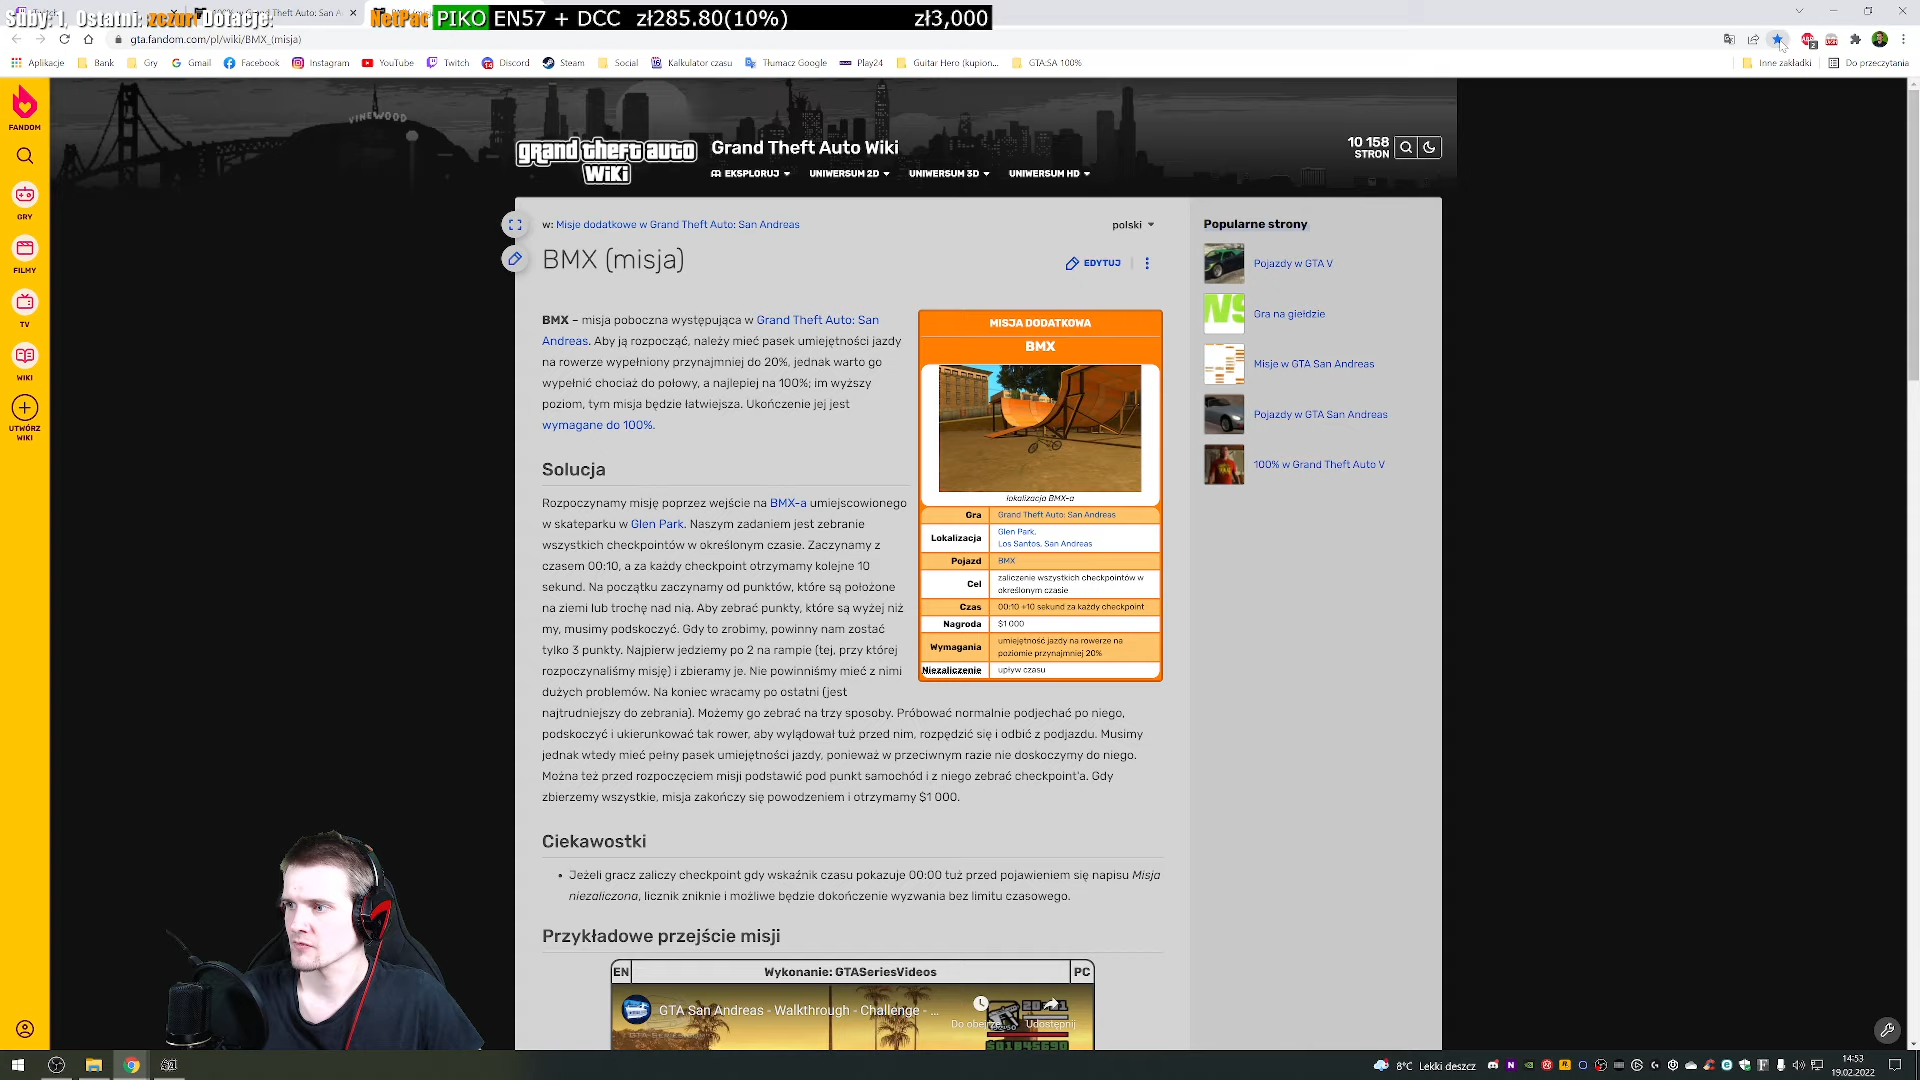 Suby: 1, Ostatni: zczuri Dotacje: NetPac PIKO EN57 + DCC zł285.80(10%) zł3,000
gta.fandom.com/pl/wiki/BMX_(misja)
Aplikacje Bank Gry Gmail Facebook Instagram YouTube Twitch Discord Steam Social Kalkulator czasu Tłumacz Google Play24 Guitar Hero (kupion... GTA:SA 100% Inne zakładki Do przeczytania
FANDOM
GRY
FILMY
TV
WIKI
UTWÓRZ
WIKI
VINEWOOD
grand theft auto
Wiki
Grand Theft Auto Wiki
EKSPLORUJ UNIWERSUM 2D UNIWERSUM 3D UNIWERSUM HD
10 158
STRON
w: Misje dodatkowe w Grand Theft Auto: San Andreas
polski
BMX (misja)
EDYTUJ
BMX – misja poboczna występująca w Grand Theft Auto: San
Andreas. Aby ją rozpocząć, należy mieć pasek umiejętności jazdy
na rowerze wypełniony przynajmniej do 20%, jednak warto go
wypełnić chociaż do połowy, a najlepiej na 100%; im wyższy
poziom, tym misja będzie łatwiejsza. Ukończenie jej jest
wymagane do 100%.
Solucja
Rozpoczynamy misję poprzez wejście na BMX-a umiejscowionego
w skateparku w Glen Park. Naszym zadaniem jest zebranie
wszystkich checkpointów w określonym czasie. Zaczynamy z
czasem 00:10, a za każdy checkpoint otrzymamy kolejne 10
sekund. Na początku zaczynamy od punktów, które są położone
na ziemi lub trochę nad nią. Aby zebrać punkty, które są wyżej niż
my, musimy podskoczyć. Gdy to zrobimy, powinny nam zostać
tylko 3 punkty. Najpierw jedziemy po 2 na rampie (tej, przy której
rozpoczynaliśmy misję) i zbieramy je. Nie powinniśmy mieć z nimi
dużych problemów. Na koniec wracamy po ostatni (jest
najtrudniejszy do zebrania). Możemy go zebrać na trzy sposoby. Próbować normalnie podjechać po niego,
podskoczyć i ukierunkować tak rower, aby wylądował tuż przed nim, rozpędzić się i odbić z podjazdu. Musimy
jednak wtedy mieć pełny pasek umiejętności jazdy, ponieważ w przeciwnym razie nie doskoczymy do niego.
Można też przed rozpoczęciem misji podstawić pod punkt samochód i z niego zebrać checkpoint'a. Gdy
zbierzemy wszystkie, misja zakończy się powodzeniem i otrzymamy $1 000.
MISJA DODATKOWA
BMX
lokalizacja BMX-a
Gra Grand Theft Auto: San Andreas
Lokalizacja Glen Park,
Los Santos, San Andreas
Pojazd BMX
Cel zaliczenie wszystkich checkpointów w
określonym czasie
Czas 00:10 +10 sekund za każdy checkpoint
Nagroda $1 000
Wymagania umiejętność jazdy na rowerze na
poziomie przynajmniej 20%
Niezaliczenie upływ czasu
Ciekawostki
Jeżeli gracz zaliczy checkpoint gdy wskaźnik czasu pokazuje 00:00 tuż przed pojawieniem się napisu Misja
niezaliczona, licznik zniknie i możliwe będzie dokończenie wyzwania bez limitu czasowego.
Przykładowe przejście misji
EN Wykonanie: GTASeriesVideos PC
GTA San Andreas - Walkthrough - Challenge - ...
Do obejrze... Udostępnij
Popularne strony
Pojazdy w GTA V
Gra na giełdzie
Misje w GTA San Andreas
Pojazdy w GTA San Andreas
100% w Grand Theft Auto V
8°C Lekki deszcz
14:53
19.02.2022